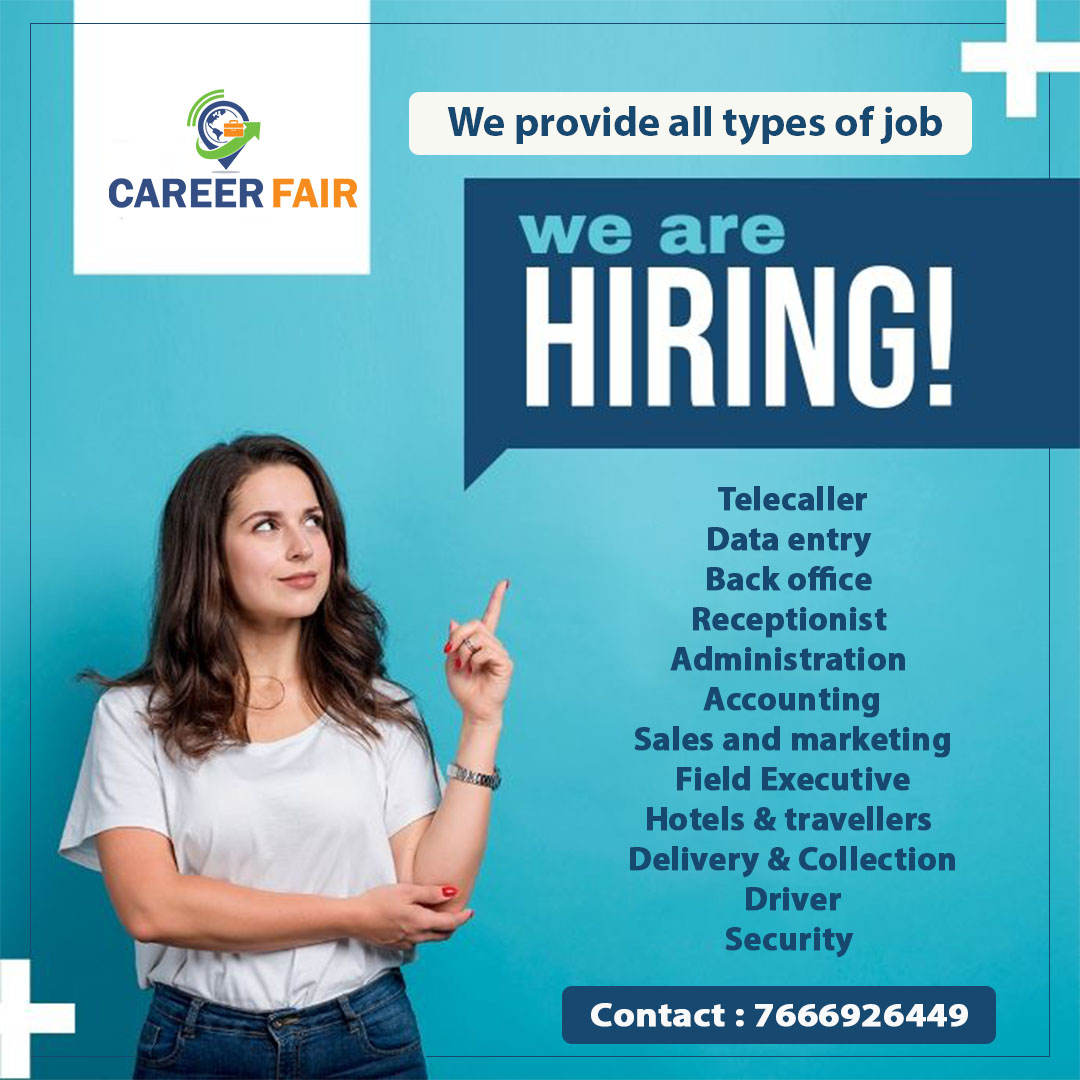 CAREER FAIR
We provide all types of job
we are
HIRING!
Telecaller
Data entry
Back office
Receptionist
Administration
Accounting
Sales and marketing
Field Executive
Hotels & travellers
Delivery & Collection
Driver
Security
Contact : 7666926449